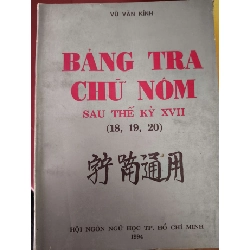 VŨ VĂN KÍNH
BẢNG TRA
CHỮ NÔM
SAU THẾ KỶ XVII
(18, 19, 20)
通用
HỘI NGÔN NGỮ HỌC TP. HỒ CHÍ MINH